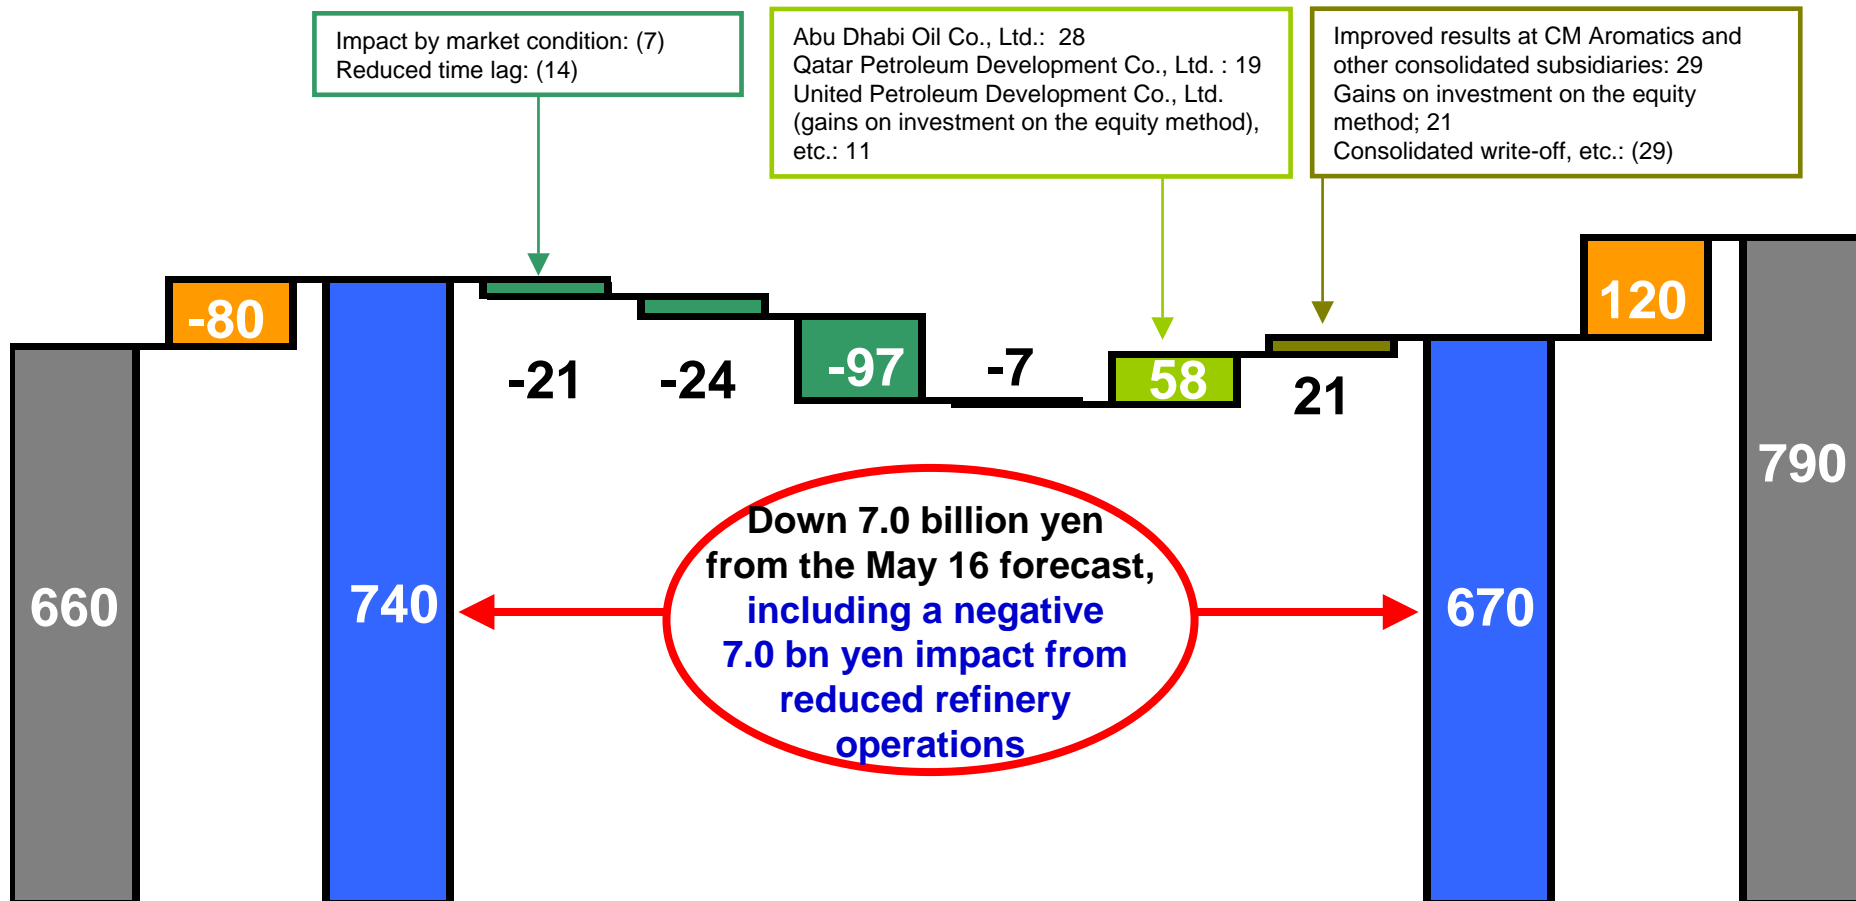 Impact by market condition: (7)
Reduced time lag: (14)
Abu Dhabi Oil Co., Ltd.:  28
Qatar Petroleum Development Co., Ltd. : 19
United Petroleum Development Co., Ltd.
(gains on investment on the equity method),
etc.: 11
Improved results at CM Aromatics and
other consolidated subsidiaries: 29
Gains on investment on the equity
method; 21
Consolidated write-off, etc.: (29)
660
-80
740
-21
-24
-97
-7
58
21
670
120
790
Down 7.0 billion yen
from the May 16 forecast,
including a negative
7.0 bn yen impact from
reduced refinery
operations